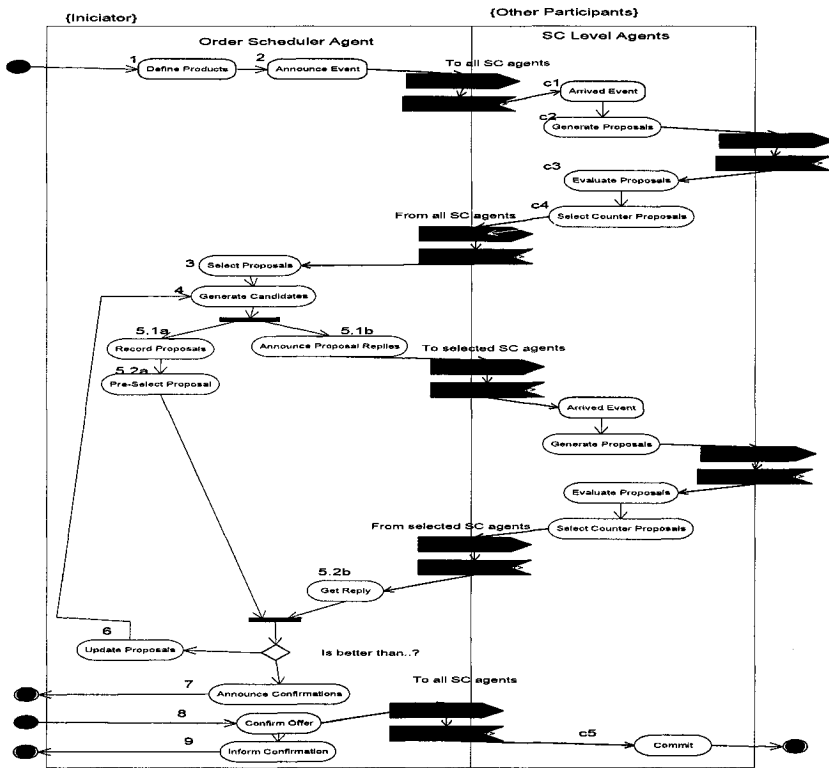 {Iniciator}
{Other Participants}
Order Scheduler Agent
SC Level Agents
1
Define Products
2
Announce Event
To all SC agents
c1
Arrived Event
c2
Generate Proposals
c3
Evaluate Proposals
c4
Select Counter Proposals
From all SC agents
3
Select Proposals
4
Generate Candidates
5.1a
5.1b
Record Proposals
Announce Proposal Replies
To selected SC agents
5.2a
Pre-Select Proposal
Arrived Event
Generate Proposals
Evaluate Proposals
Select Counter Proposals
From selected SC agents
5.2b
Get Reply
6
Update Proposals
Is better than..?
7
Announce Confirmations
To all SC agents
8
Confirm Offer
9
Inform Confirmation
c5
Commit